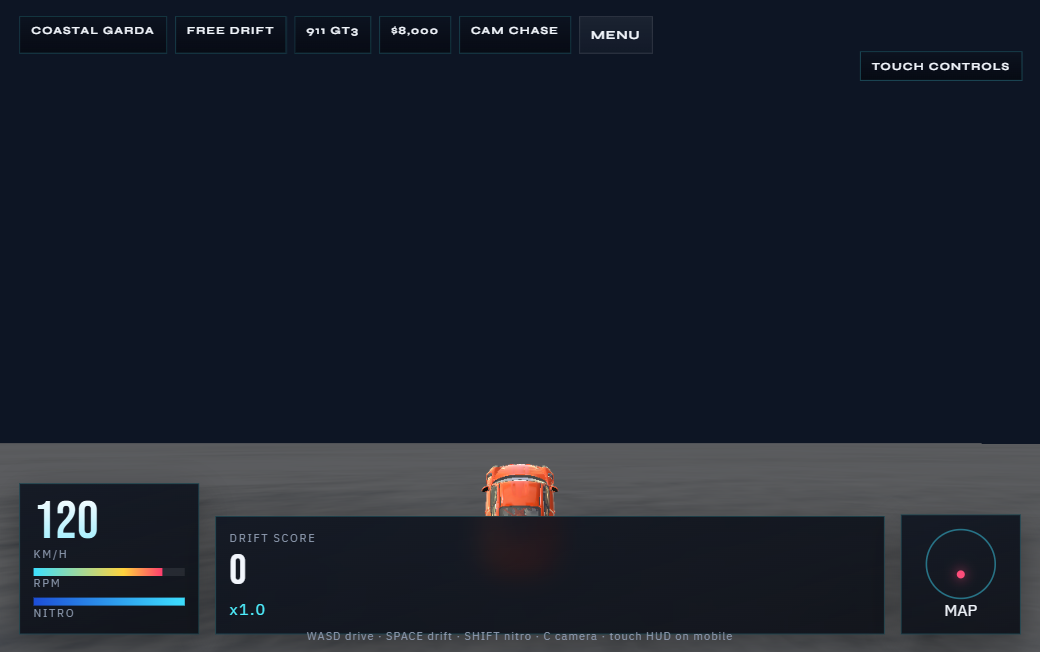 COASTAL GARDA
FREE DRIFT
911 GT3
$8,000
CAM CHASE
MENU
TOUCH CONTROLS
120
KM/H
RPM
NITRO
DRIFT SCORE
0
x1.0
MAP
WASD drive · SPACE drift · SHIFT nitro · C camera · touch HUD on mobile